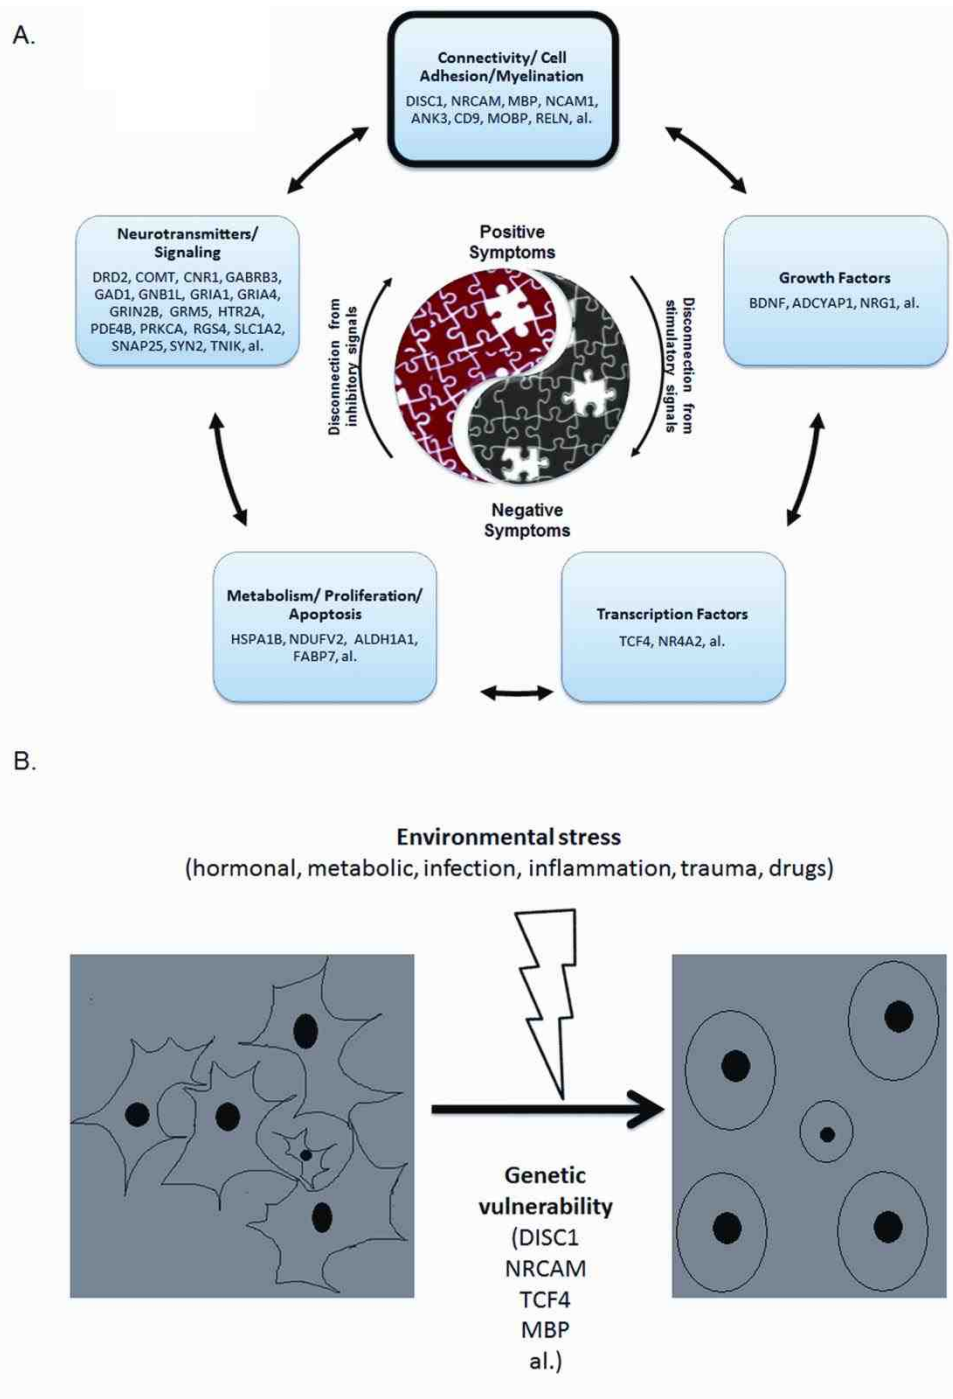 A.
Connectivity/ Cell
Adhesion/Myelination
DISC1, NRCAM, MBP, NCAM1,
ANK3, CD9, MOBP, RELN, al.
Neurotransmitters/
Signaling
DRD2, COMT, CNR1, GABRB3,
GAD1, GNB1L, GRIA1, GRIA4,
GRIN2B, GRM5, HTR2A,
PDE4B, PRKCA, RGS4, SLC1A2,
SNAP25, SYN2, TNIK, al.
Growth Factors
BDNF, ADCYAP1, NRG1, al.
Positive
Symptoms
Disconnection from
inhibitory signals
Disconnection from
stimulatory signals
Negative
Symptoms
Metabolism/ Proliferation/
Apoptosis
HSPA1B, NDUFV2, ALDH1A1,
FABP7, al.
Transcription Factors
TCF4, NR4A2, al.
B.
Environmental stress
(hormonal, metabolic, infection, inflammation, trauma, drugs)
Genetic
vulnerability
(DISC1
NRCAM
TCF4
MBP
al.)